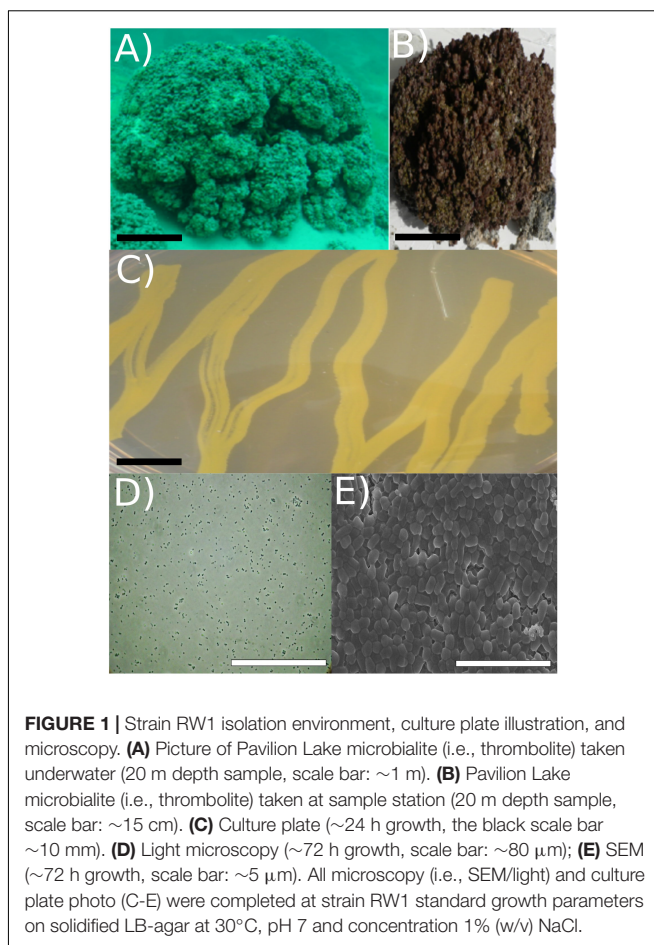 A)
B)
C)
D)
E)
FIGURE 1 | Strain RW1 isolation environment, culture plate illustration, and
microscopy. (A) Picture of Pavilion Lake microbialite (i.e., thrombolite) taken
underwater (20 m depth sample, scale bar: ∼1 m). (B) Pavilion Lake
microbialite (i.e., thrombolite) taken at sample station (20 m depth sample,
scale bar: ∼15 cm). (C) Culture plate (∼24 h growth, the black scale bar
∼10 mm). (D) Light microscopy (∼72 h growth, scale bar: ∼80 μm); (E) SEM
(∼72 h growth, scale bar: ∼5 μm). All microscopy (i.e., SEM/light) and culture
plate photo (C-E) were completed at strain RW1 standard growth parameters
on solidified LB-agar at 30°C, pH 7 and concentration 1% (w/v) NaCl.